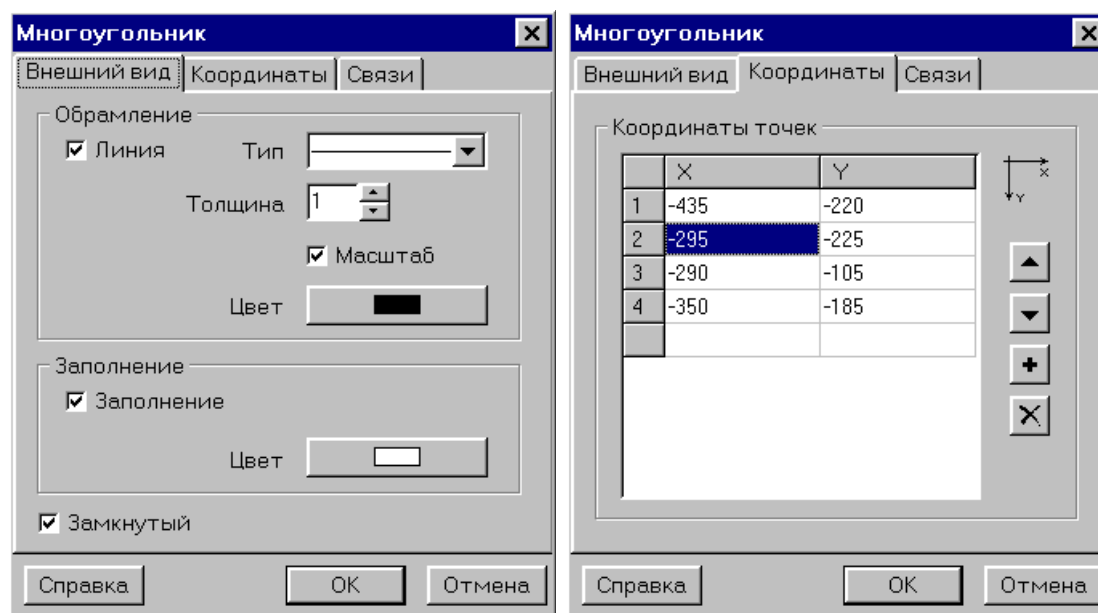 Многоугольник
Внешний вид Координаты Связи
Обрамление
Линия Тип
Толщина 1
Масштаб
Цвет
Заполнение
Заполнение
Цвет
Замкнутый
Справка OK Отмена
Многоугольник
Внешний вид Координаты Связи
Координаты точек
X Y
1 -435 -220
2 -295 -225
3 -290 -105
4 -350 -185
X
Y
Справка OK Отмена